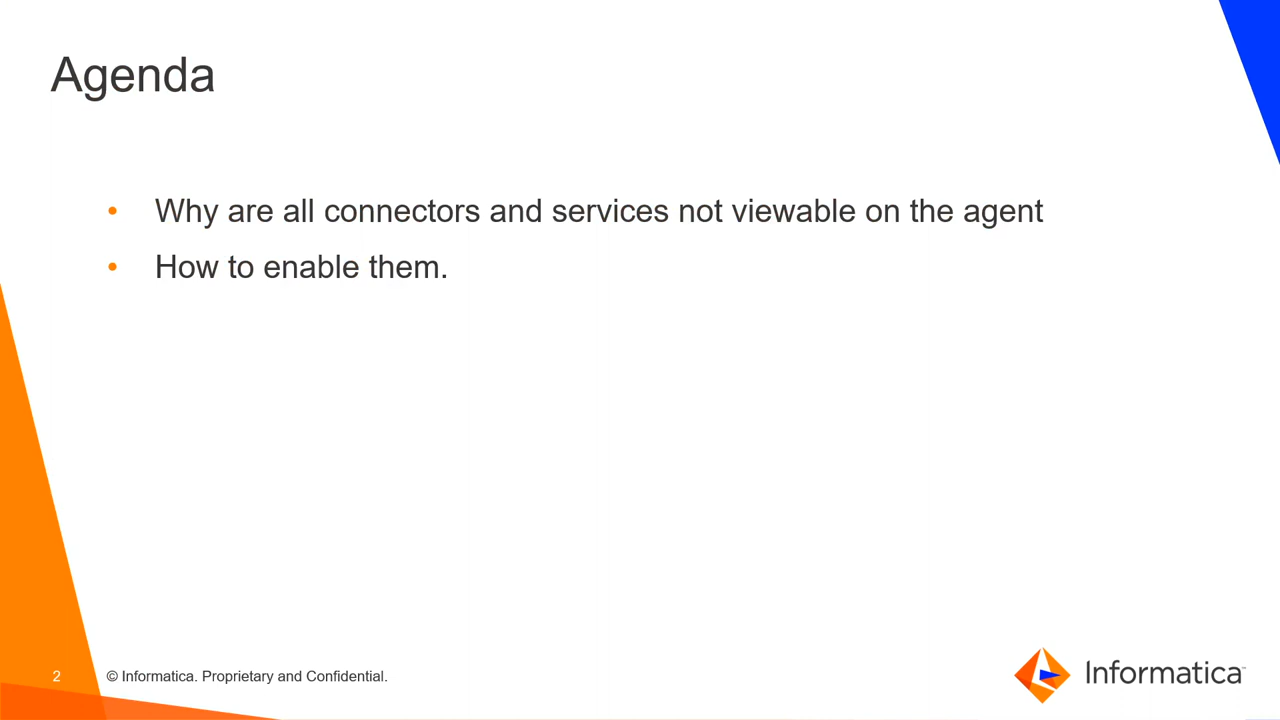 Agenda
• Why are all connectors and services not viewable on the agent
• How to enable them.
2 © Informatica. Proprietary and Confidential.
Informatica™